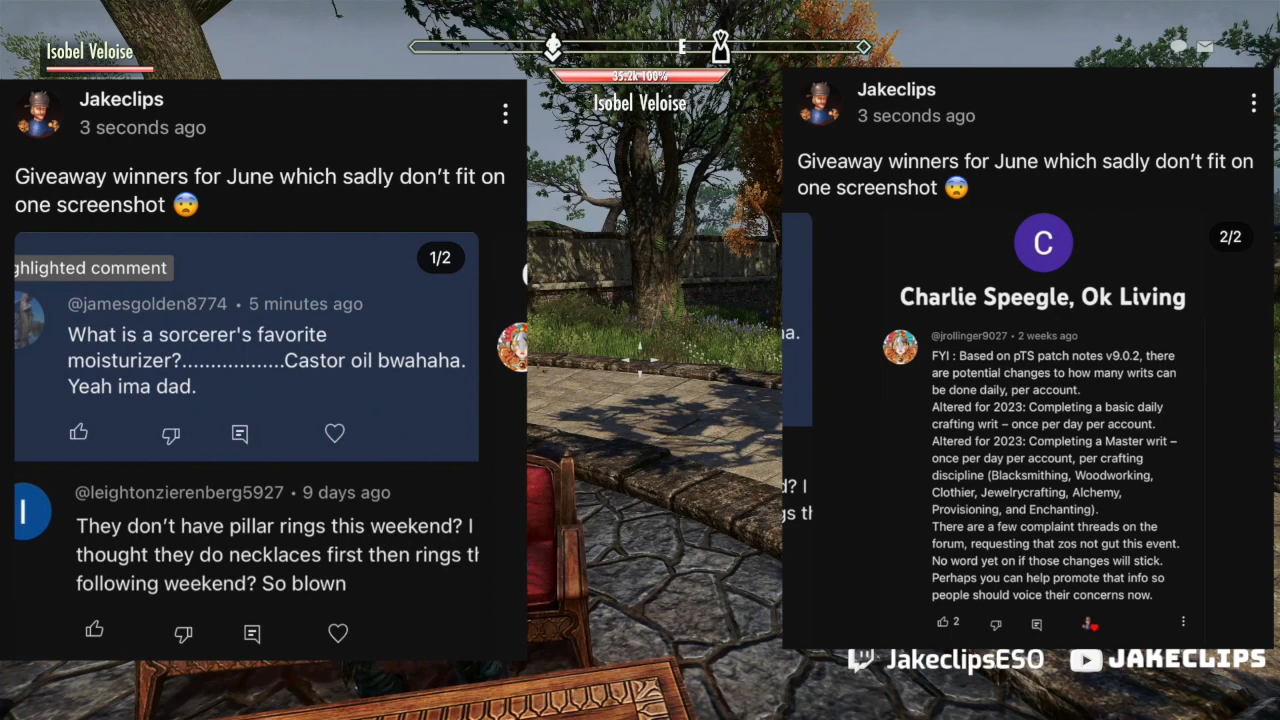 Isobel Veloise
E
35.2k 100%
Isobel Veloise
Jakeclips
3 seconds ago
Giveaway winners for June which sadly don't fit on
one screenshot 😨
1/2
ghlighted comment
@jamesgolden8774 • 5 minutes ago
What is a sorcerer's favorite
moisturizer?..................Castor oil bwahaha.
Yeah ima dad.
I
@leightonzierenberg5927 • 9 days ago
They don't have pillar rings this weekend? I
thought they do necklaces first then rings th
following weekend? So blown
Jakeclips
3 seconds ago
Giveaway winners for June which sadly don't fit on
one screenshot 😨
2/2
C
Charlie Speegle, Ok Living
a.
d? I
gs th
@jrollinger9027 • 2 weeks ago
FYI : Based on pTS patch notes v9.0.2, there
are potential changes to how many writs can
be done daily, per account.
Altered for 2023: Completing a basic daily
crafting writ – once per day per account.
Altered for 2023: Completing a Master writ –
once per day per account, per crafting
discipline (Blacksmithing, Woodworking,
Clothier, Jewelrycrafting, Alchemy,
Provisioning, and Enchanting).
There are a few complaint threads on the
forum, requesting that zos not gut this event.
No word yet on if those changes will stick.
Perhaps you can help promote that info so
people should voice their concerns now.
2
JakeclipsESO
JAKECLIPS